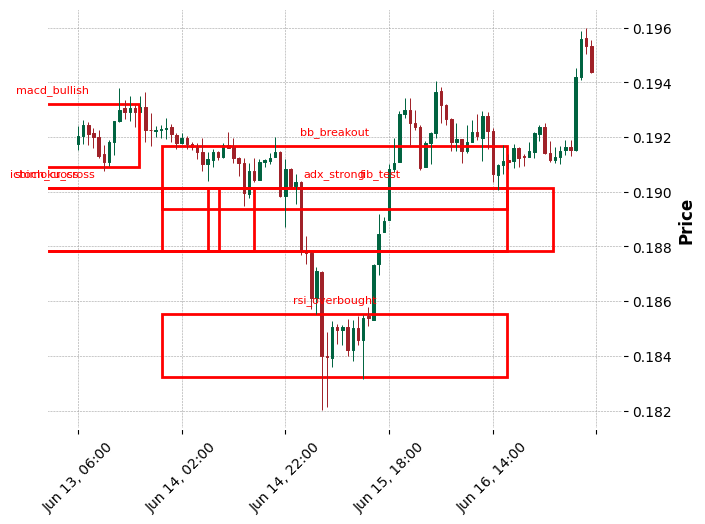 0.196
0.194
macd_bullish
0.192
bb_breakout
stoch_cross
adx_strong
fib_test
0.190
Price
0.188
rsi_overbought
0.186
0.184
0.182
Jun 13, 06:00
Jun 14, 02:00
Jun 14, 22:00
Jun 15, 18:00
Jun 16, 14:00